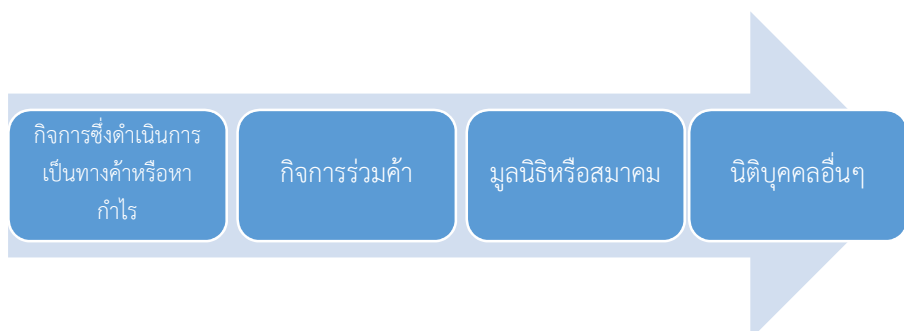 กิจการซึ่งดำเนินการ
เป็นทางค้าหรือหา
กำไร
กิจการร่วมค้า
มูลนิธิหรือสมาคม
นิติบุคคลอื่นๆ